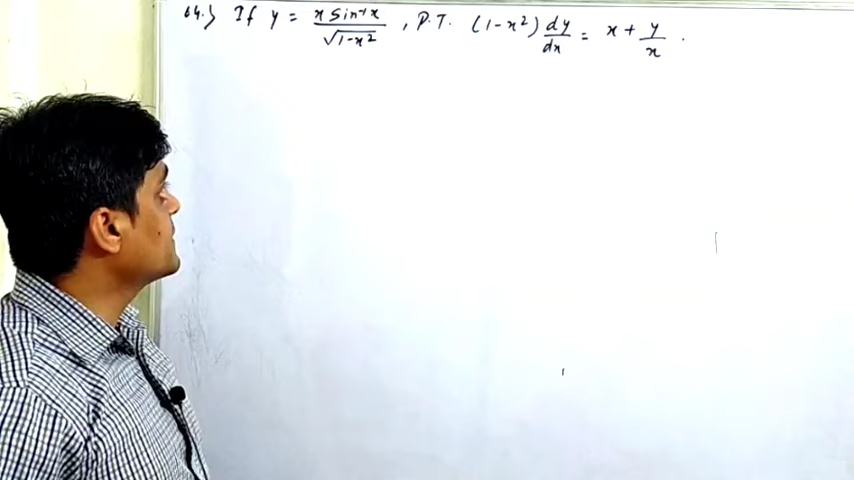 64.) If y = x sin⁻¹x / √1-x² , P.T. (1-x²) dy/dx = x + y/x .